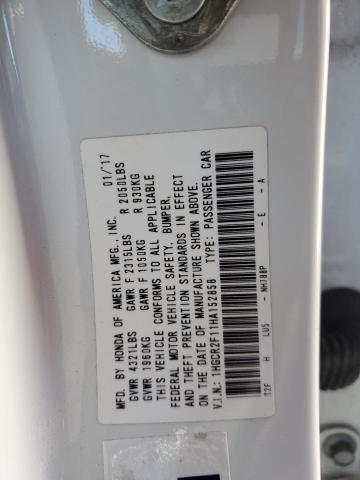 MFD. BY HONDA OF AMERICA MFG., INC. 01/17
GVWR 4321LBS GAWR F 2315LBS R 2050LBS
GVWR 1960KG GAWR F 1050KG R 930KG
THIS VEHICLE CONFORMS TO ALL APPLICABLE
FEDERAL MOTOR VEHICLE SAFETY, BUMPER,
AND THEFT PREVENTION STANDARDS IN EFFECT
ON THE DATE OF MANUFACTURE SHOWN ABOVE.
V.I.N.: 1HGCR2F11HA152858 TYPE: PASSENGER CAR
T2F H LU5 NH788P - E - A